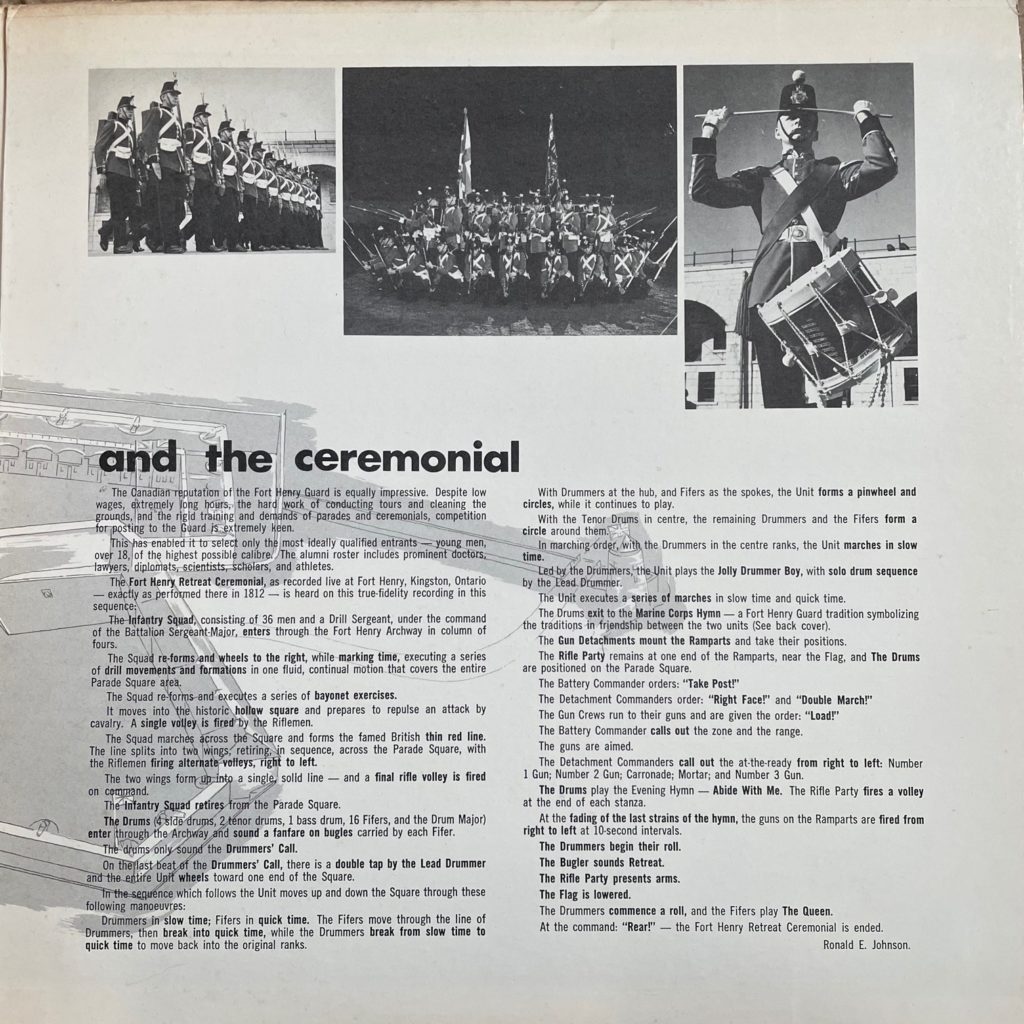 and the ceremonial
The Canadian reputation of the Fort Henry Guard is equally impressive. Despite low
wages, extremely long hours, the hard work of conducting tours and cleaning the
grounds, and the rigid training and demands of parades and ceremonials, competition
for posting to the Guard is extremely keen.
This has enabled it to select only the most ideally qualified entrants — young men,
over 18, of the highest possible calibre. The alumni roster includes prominent doctors,
lawyers, diplomats, scientists, scholars, and athletes.
The Fort Henry Retreat Ceremonial, as recorded live at Fort Henry, Kingston, Ontario
— exactly as performed there in 1812 — is heard on this true-fidelity recording in this
sequence:
The Infantry Squad, consisting of 36 men and a Drill Sergeant, under the command
of the Battalion Sergeant-Major, enters through the Fort Henry Archway in column of
fours.
The Squad re-forms and wheels to the right, while marking time, executing a series
of drill movements and formations in one fluid, continual motion that covers the entire
Parade Square area.
The Squad re-forms and executes a series of bayonet exercises.
It moves into the historic hollow square and prepares to repulse an attack by
cavalry. A single volley is fired by the Riflemen.
The Squad marches across the Square and forms the famed British thin red line.
The line splits into two wings, retiring, in sequence, across the Parade Square, with
the Riflemen firing alternate volleys, right to left.
The two wings form up into a single, solid line — and a final rifle volley is fired
on command.
The Infantry Squad retires from the Parade Square.
The Drums (4 side drums, 2 tenor drums, 1 bass drum, 16 Fifers, and the Drum Major)
enter through the Archway and sound a fanfare on bugles carried by each Fifer.
The drums only sound the Drummers' Call.
On the last beat of the Drummers' Call, there is a double tap by the Lead Drummer
and the entire Unit wheels toward one end of the Square.
In the sequence which follows the Unit moves up and down the Square through these
following manoeuvres:
Drummers in slow time; Fifers in quick time. The Fifers move through the line of
Drummers, then break into quick time, while the Drummers break from slow time to
quick time to move back into the original ranks.
With Drummers at the hub, and Fifers as the spokes, the Unit forms a pinwheel and
circles, while it continues to play.
With the Tenor Drums in centre, the remaining Drummers and the Fifers form a
circle around them.
In marching order, with the Drummers in the centre ranks, the Unit marches in slow
time.
Led by the Drummers, the Unit plays the Jolly Drummer Boy, with solo drum sequence
by the Lead Drummer.
The Unit executes a series of marches in slow time and quick time.
The Drums exit to the Marine Corps Hymn — a Fort Henry Guard tradition symbolizing
the traditions in friendship between the two units (See back cover).
The Gun Detachments mount the Ramparts and take their positions.
The Rifle Party remains at one end of the Ramparts, near the Flag, and The Drums
are positioned on the Parade Square.
The Battery Commander orders: "Take Post!"
The Detachment Commanders order: "Right Face!" and "Double March!"
The Gun Crews run to their guns and are given the order: "Load!"
The Battery Commander calls out the zone and the range.
The guns are aimed.
The Detachment Commanders call out the at-the-ready from right to left: Number
1 Gun; Number 2 Gun; Carronade; Mortar; and Number 3 Gun.
The Drums play the Evening Hymn — Abide With Me. The Rifle Party fires a volley
at the end of each stanza.
At the fading of the last strains of the hymn, the guns on the Ramparts are fired from
right to left at 10-second intervals.
The Drummers begin their roll.
The Bugler sounds Retreat.
The Rifle Party presents arms.
The Flag is lowered.
The Drummers commence a roll, and the Fifers play The Queen.
At the command: "Rear!" — the Fort Henry Retreat Ceremonial is ended.
Ronald E. Johnson.